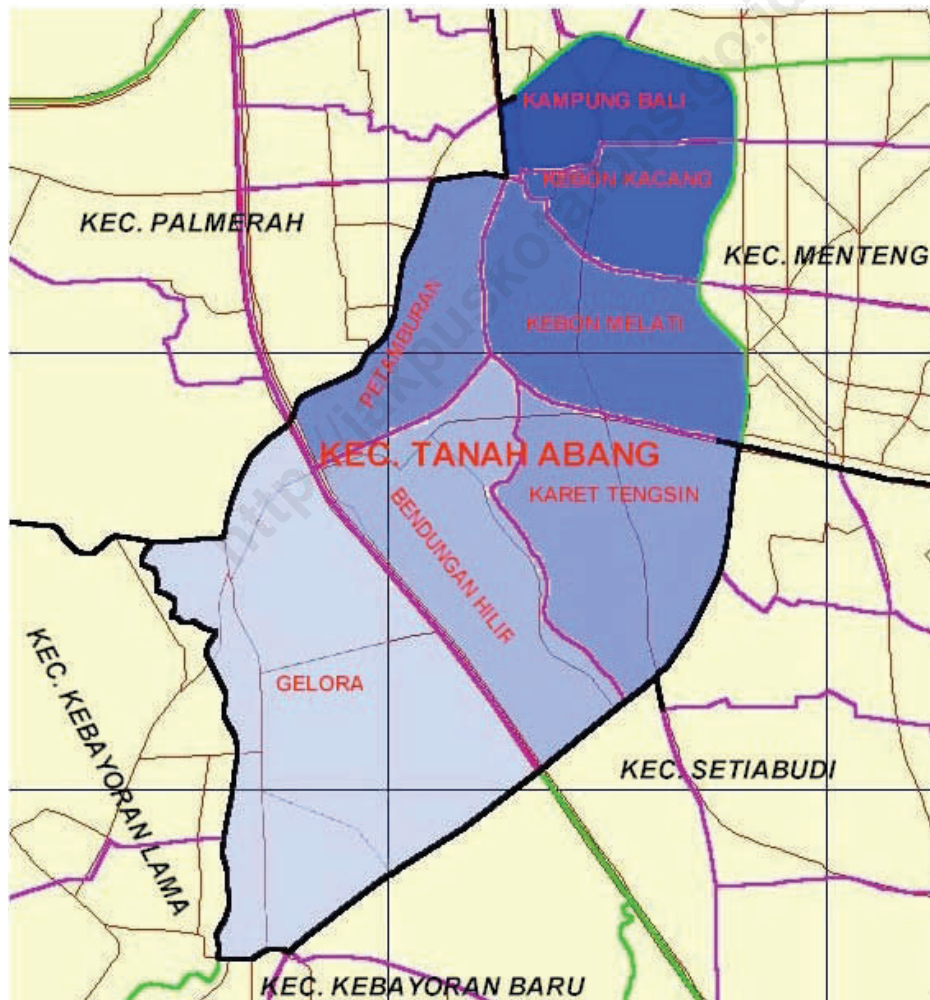 KAMPUNG BALI
KEBON KACANG
KEC. PALMERAH
KEC. MENTENG
KEBON MELATI
PETAMBURAN
KEC. TANAH ABANG
KARET TENGSIN
BENDUNGAN HILIR
GELORA
KEC. KEBAYORAN LAMA
KEC. SETIABUDI
KEC. KEBAYORAN BARU